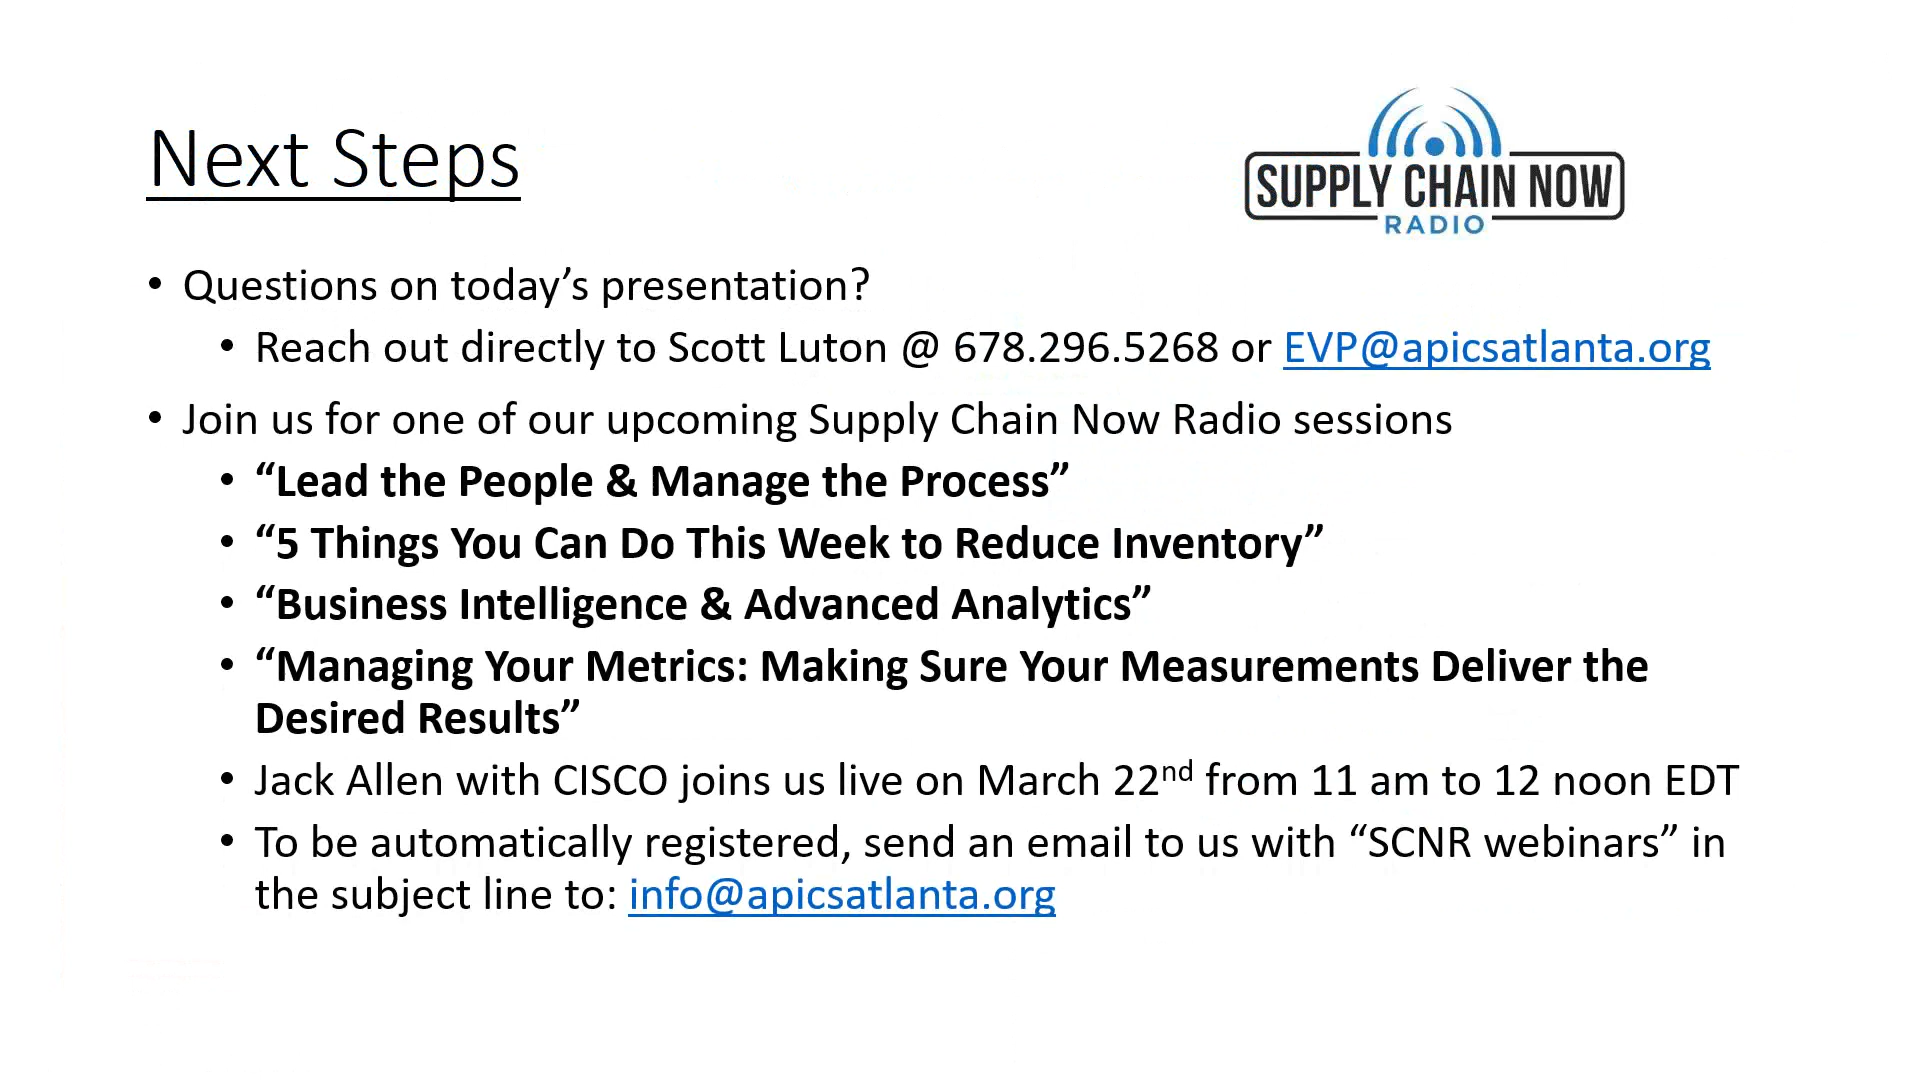 Next Steps
SUPPLY CHAIN NOW
RADIO
• Questions on today’s presentation?
• Reach out directly to Scott Luton @ 678.296.5268 or EVP@apicsatlanta.org
• Join us for one of our upcoming Supply Chain Now Radio sessions
• “Lead the People & Manage the Process”
• “5 Things You Can Do This Week to Reduce Inventory”
• “Business Intelligence & Advanced Analytics”
• “Managing Your Metrics: Making Sure Your Measurements Deliver the
Desired Results”
• Jack Allen with CISCO joins us live on March 22nd from 11 am to 12 noon EDT
• To be automatically registered, send an email to us with “SCNR webinars” in
the subject line to: info@apicsatlanta.org